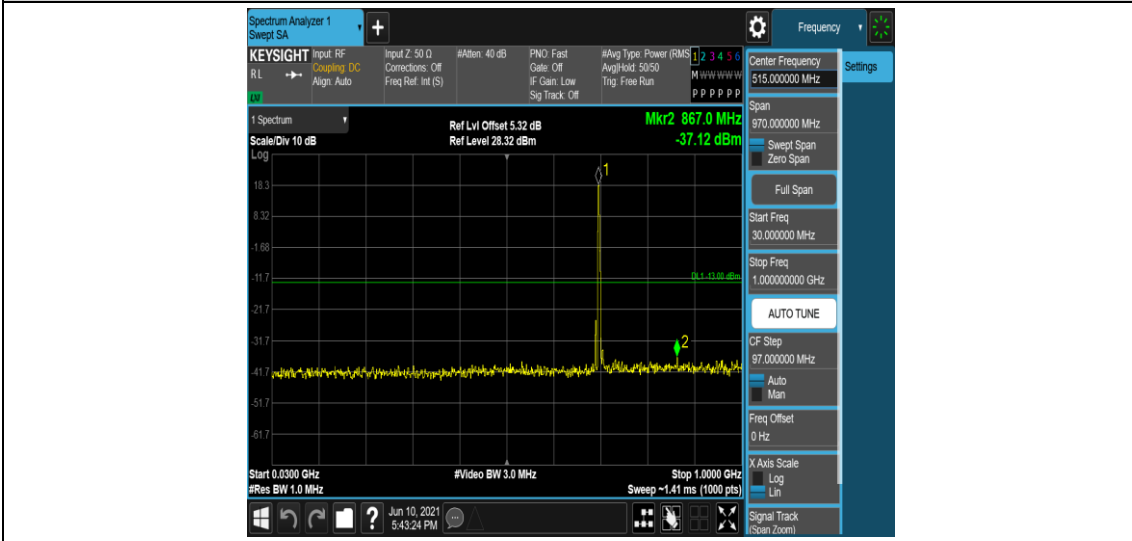 Spectrum Analyzer 1
Swept SA
Frequency
KEYSIGHT
RL
Input: RF
Coupling: DC
Align: Auto
Input Z: 50 Ω
Corrections: Off
Freq Ref: Int (S)
#Atten: 40 dB
PNO: Fast
Gate: Off
IF Gain: Low
Sig Track: Off
#Avg Type: Power (RMS
Avg|Hold: 50/50
Trig: Free Run
1 2 3 4 5 6
M W W W W W
P P P P P P
1 Spectrum
Scale/Div 10 dB
Log
Ref Lvl Offset 5.32 dB
Ref Level 28.32 dBm
Mkr2 867.0 MHz
-37.12 dBm
1
18.3
8.32
-1.68
-11.7
DL1 -13.00 dBm
-21.7
-31.7
2
-41.7
-51.7
-61.7
Start 0.0300 GHz
#Res BW 1.0 MHz
#Video BW 3.0 MHz
Stop 1.0000 GHz
Sweep ~1.41 ms (1000 pts)
?
Jun 10, 2021
5:43:24 PM
Center Frequency
515.000000 MHz
Settings
Span
970.000000 MHz
Swept Span
Zero Span
Full Span
Start Freq
30.000000 MHz
Stop Freq
1.000000000 GHz
AUTO TUNE
CF Step
97.000000 MHz
Auto
Man
Freq Offset
0 Hz
X Axis Scale
Log
Lin
Signal Track
(Span Zoom)